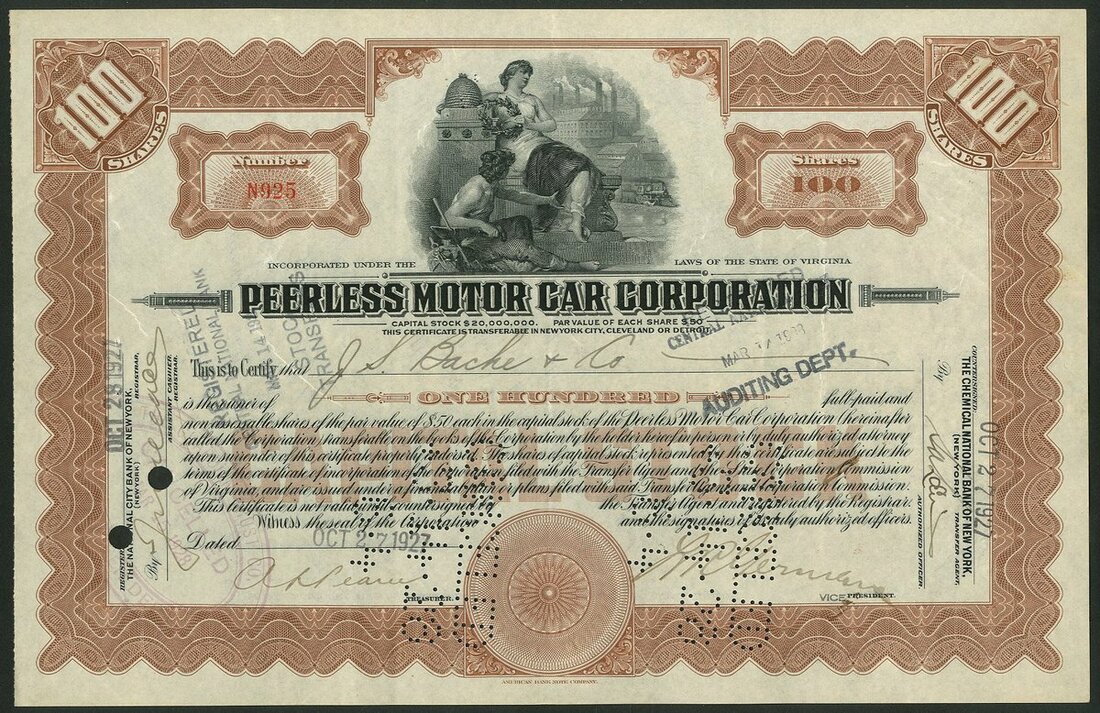 100 SHARES
100 SHARES
Number
N925
Shares
100
INCORPORATED UNDER THE LAWS OF THE STATE OF VIRGINIA
PEERLESS MOTOR CAR CORPORATION
CAPITAL STOCK $20,000,000. PAR VALUE OF EACH SHARE $50
THIS CERTIFICATE IS TRANSFERABLE IN NEW YORK CITY, CLEVELAND OR DETROIT.
This is to Certify that J. S. Bache & Co
is the owner of ONE HUNDRED full-paid and
non-assessable shares of the par value of $50 each in the capital stock of the Peerless Motor Car Corporation (hereinafter
called the Corporation) transferable on the books of the Corporation by the holder hereof in person or by duly authorized attorney
upon surrender of this certificate properly endorsed. The shares of capital stock represented by this certificate are subject to the
terms of the certificate of incorporation of the Corporation filed with the Transfer Agent and the State Corporation Commission
of Virginia, and are issued under a financial plan or plans filed with said Transfer Agent and Commission.
This certificate is not valid until countersigned by the Transfer Agent and registered by the Registrar.
Witness the seal of the Corporation and the signatures of its duly authorized officers.
Dated OCT 27 1927
TREASURER.
VICE PRESIDENT.
AMERICAN BANK NOTE COMPANY.
REGISTERED
THE NATIONAL CITY BANK OF NEW YORK,
(NEW YORK) REGISTRAR,
By
ASSISTANT CASHIER
REGISTRAR.
OCT 28 1927
COUNTERSIGNED
THE CHEMICAL NATIONAL BANK OF NEW YORK,
(NEW YORK) TRANSFER AGENT,
By
AUTHORIZED OFFICER.
OCT 27 1927
AUDITING DEPT.